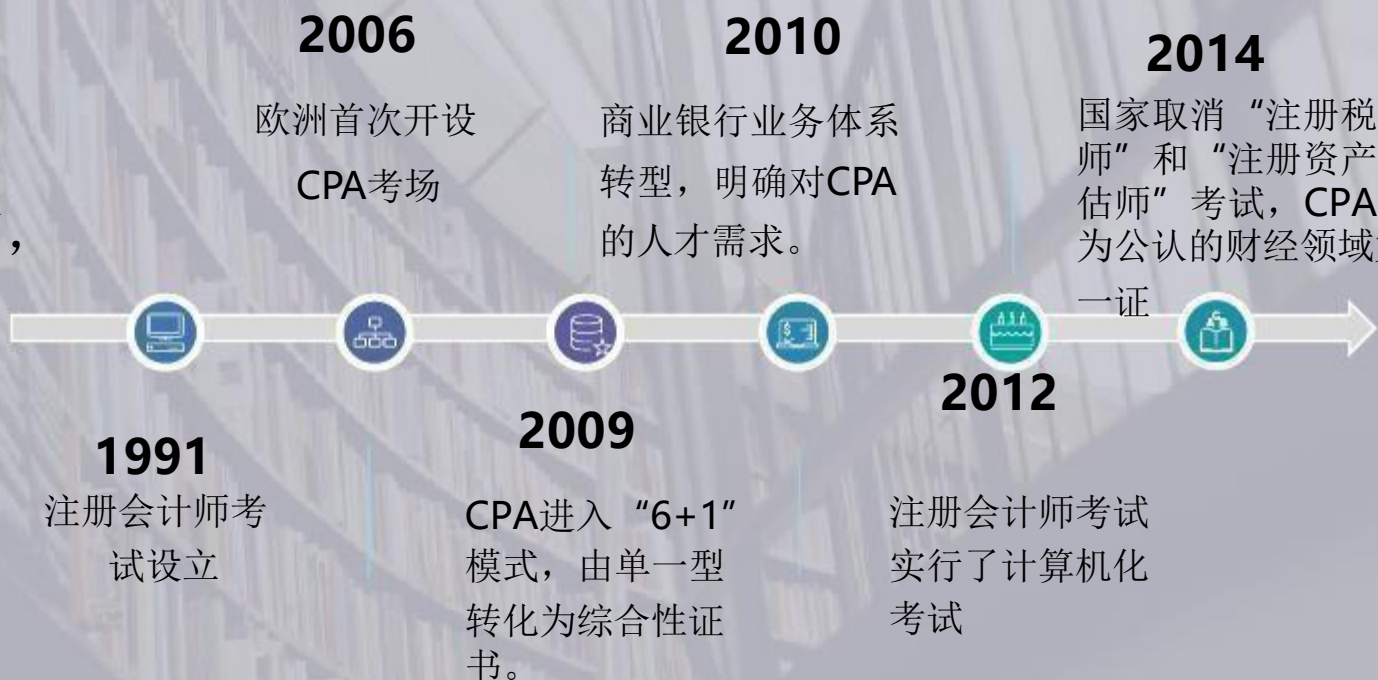 2006
欧洲首次开设
CPA考场
2010
商业银行业务体系
转型，明确对CPA
的人才需求。
2014
国家取消“注册税
师”和“注册资产
估师”考试，CPA
为公认的财经领域
一证
，
1991
注册会计师考
试设立
2009
CPA进入“6+1”
模式，由单一型
转化为综合性证
书。
2012
注册会计师考试
实行了计算机化
考试